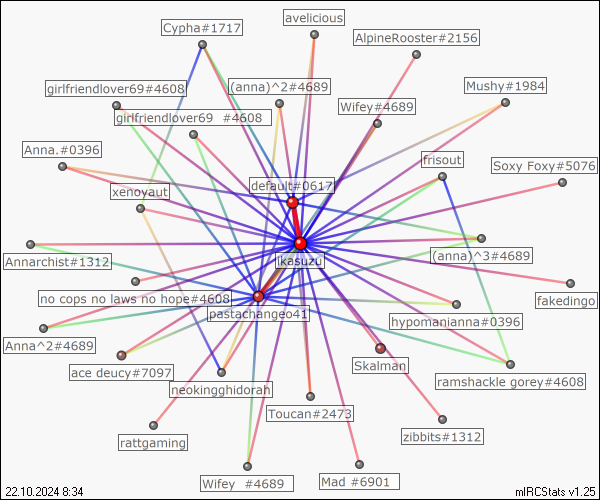 avelicious
Cypha#1717
AlpineRooster#2156
girlfriendlover69#4608
(anna)^2#4689
Mushy#1984
Wifey#4689
girlfriendlover69 #4608
Anna.#0396
frisout
Soxy Foxy#5076
default#0617
xenoyaut
(anna)^3#4689
Annarchist#1312
lkasuzu
no cops no laws no hope#4608
fakedingo
pastachangeo41
hypomanianna#0396
Anna^2#4689
Skalman
ace deucy#7097
ramshackle gorey#4608
neokingghidorah
Toucan#2473
rattgaming
zibbits#1312
Wifey #4689
Mad #6901
22.10.2024 8:34
mIRCStats v1.25